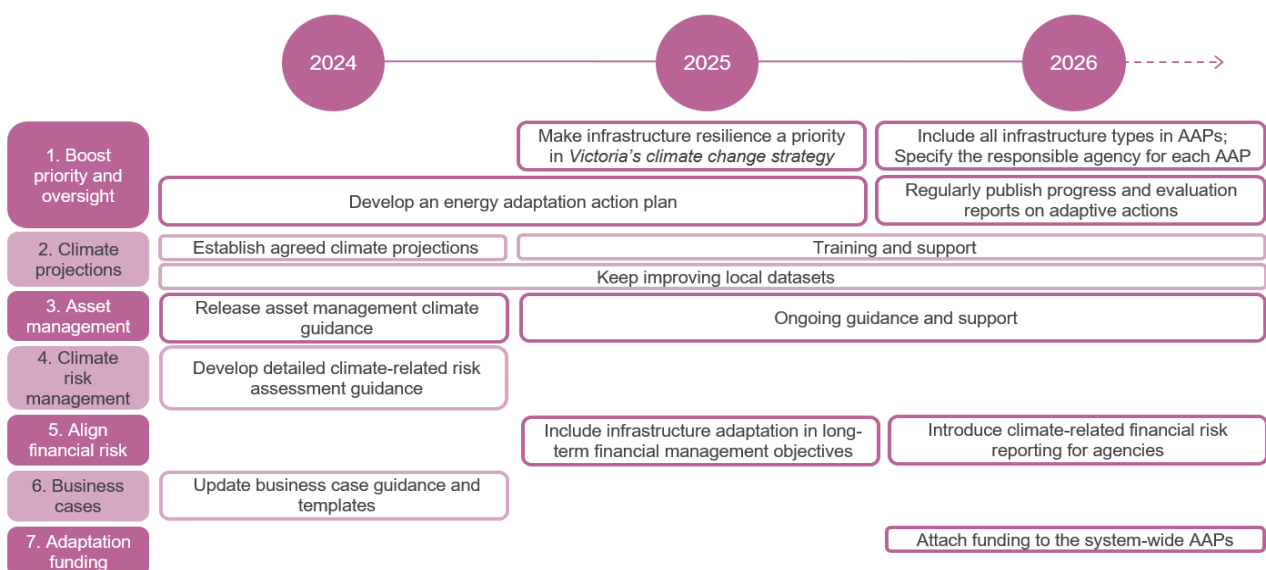 2024
2025
2026
1. Boost
priority and
oversight
Make infrastructure resilience a priority
in Victoria's climate change strategy
Include all infrastructure types in AAPs;
Specify the responsible agency for each AAP
Develop an energy adaptation action plan
Regularly publish progress and evaluation
reports on adaptive actions
2. Climate
projections
Establish agreed climate projections
Training and support
Keep improving local datasets
3. Asset
management
Release asset management climate
guidance
Ongoing guidance and support
4. Climate
risk
management
Develop detailed climate-related risk
assessment guidance
5. Align
financial risk
Include infrastructure adaptation in long-
term financial management objectives
Introduce climate-related financial risk
reporting for agencies
6. Business
cases
Update business case guidance and
templates
7. Adaptation
funding
Attach funding to the system-wide AAPs